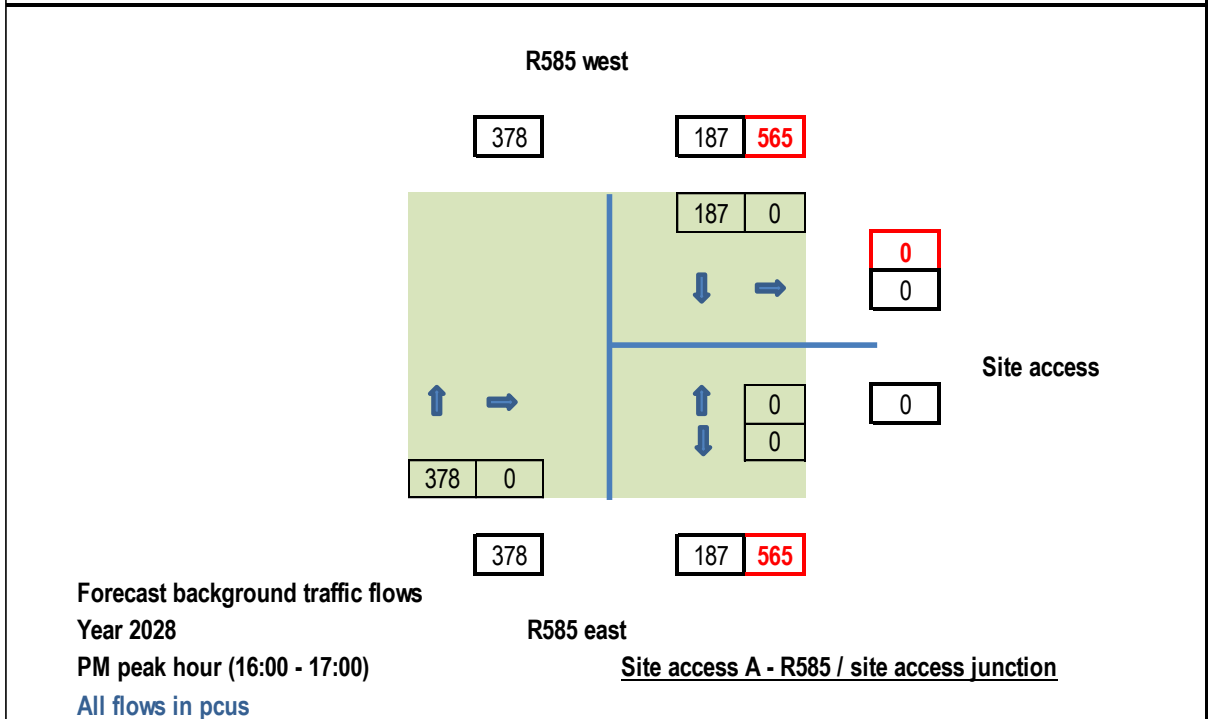 R585 west
378 187 565
187 0
0
0
Site access
0 0
0
378 0
378 187 565
Forecast background traffic flows
Year 2028 R585 east
PM peak hour (16:00 - 17:00) Site access A - R585 / site access junction
All flows in pcus